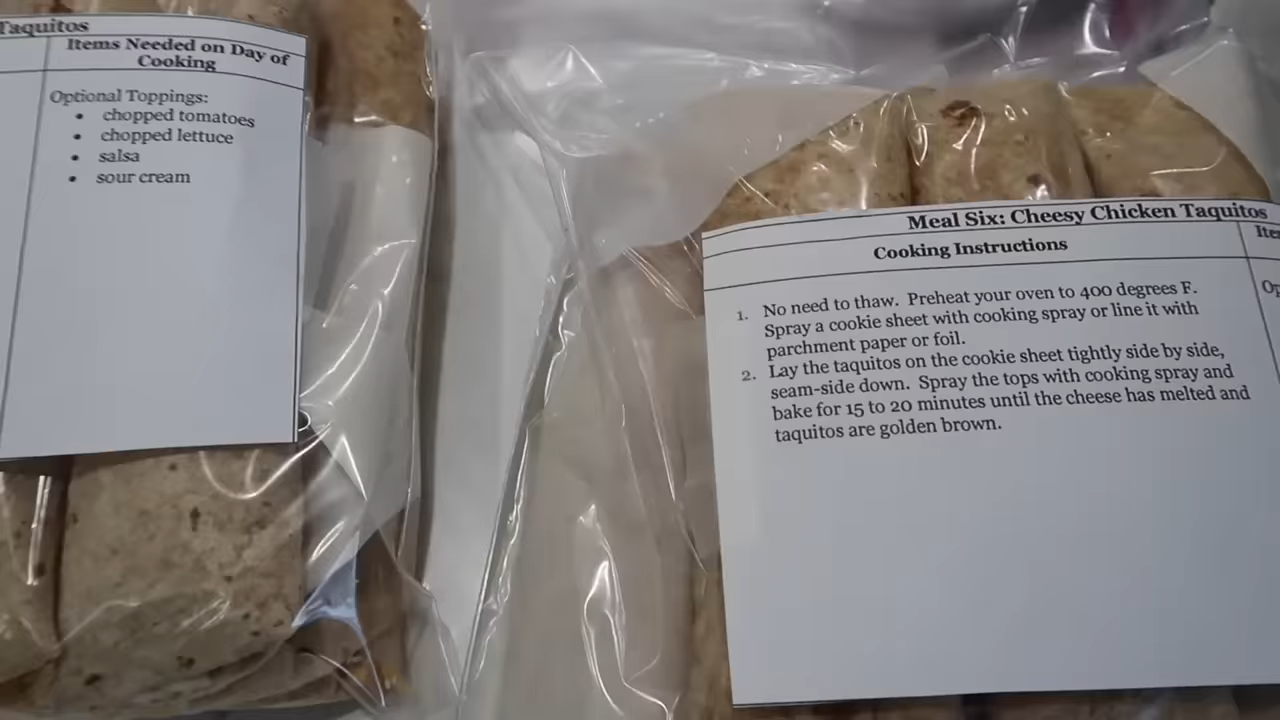 Taquitos
Items Needed on Day of
Cooking
Optional Toppings:
• chopped tomatoes
• chopped lettuce
• salsa
• sour cream
Meal Six: Cheesy Chicken Taquitos
Cooking Instructions
1. No need to thaw. Preheat your oven to 400 degrees F.
Spray a cookie sheet with cooking spray or line it with
parchment paper or foil.
2. Lay the taquitos on the cookie sheet tightly side by side,
seam-side down. Spray the tops with cooking spray and
bake for 15 to 20 minutes until the cheese has melted and
taquitos are golden brown.